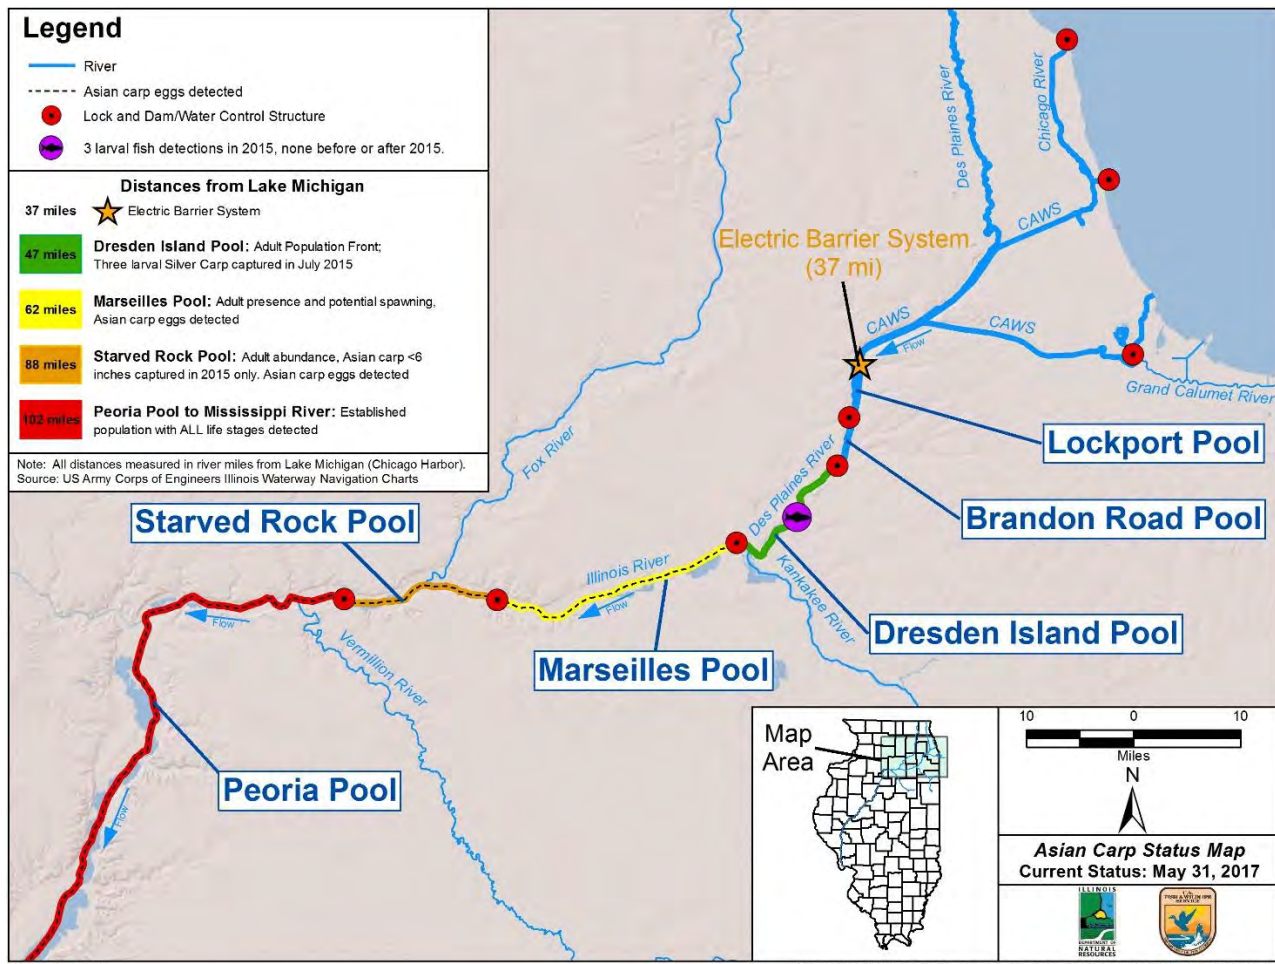 Legend
River
Asian carp eggs detected
Lock and Dam/Water Control Structure
3 larval fish detections in 2015, none before or after 2015.
Distances from Lake Michigan
37 miles Electric Barrier System
47 miles Dresden Island Pool: Adult Population Front;
Three larval Silver Carp captured in July 2015
62 miles Marseilles Pool: Adult presence and potential spawning,
Asian carp eggs detected
88 miles Starved Rock Pool: Adult abundance, Asian carp <6
inches captured in 2015 only. Asian carp eggs detected
102 miles Peoria Pool to Mississippi River: Established
population with ALL life stages detected
Note: All distances measured in river miles from Lake Michigan (Chicago Harbor).
Source: US Army Corps of Engineers Illinois Waterway Navigation Charts
Des Plaines River
Chicago River
CAWS
Electric Barrier System
(37 mi)
CAWS
CAWS
Flow
Grand Calumet River
Lockport Pool
Fox River
Des Plaines River
Brandon Road Pool
Starved Rock Pool
Illinois River
Flow
Kankakee River
Dresden Island Pool
Flow
Vermillion River
Marseilles Pool
Peoria Pool
Flow
Map
Area
10 0 10
Miles
N
Asian Carp Status Map
Current Status: May 31, 2017
ILLINOIS
DEPARTMENT OF
NATURAL
RESOURCES
U.S.
FISH & WILDLIFE
SERVICE